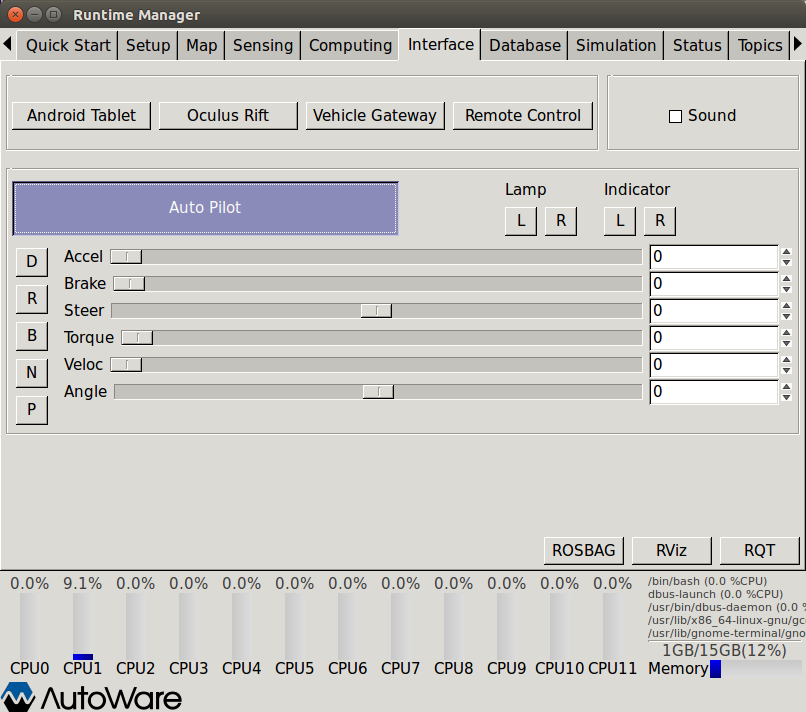 Runtime Manager
Quick Start Setup Map Sensing Computing Interface Database Simulation Status Topics
Android Tablet Oculus Rift Vehicle Gateway Remote Control Sound
Auto Pilot Lamp Indicator
L R L R
D Accel 0
Brake 0
R Steer 0
B Torque 0
N Veloc 0
P Angle 0
ROSBAG RViz RQT
0.0% 9.1% 0.0% 0.0% 0.0% 0.0% 0.0% 0.0% 0.0% 0.0% 0.0% 0.0%
/bin/bash (0.0 %CPU)
dbus-launch (0.0 %CPU)
/usr/bin/dbus-daemon (0.0 %
/usr/lib/x86_64-linux-gnu/gc
/usr/lib/gnome-terminal/gno
1GB/15GB(12%)
CPU0 CPU1 CPU2 CPU3 CPU4 CPU5 CPU6 CPU7 CPU8 CPU9 CPU10 CPU11 Memory
AutoWare